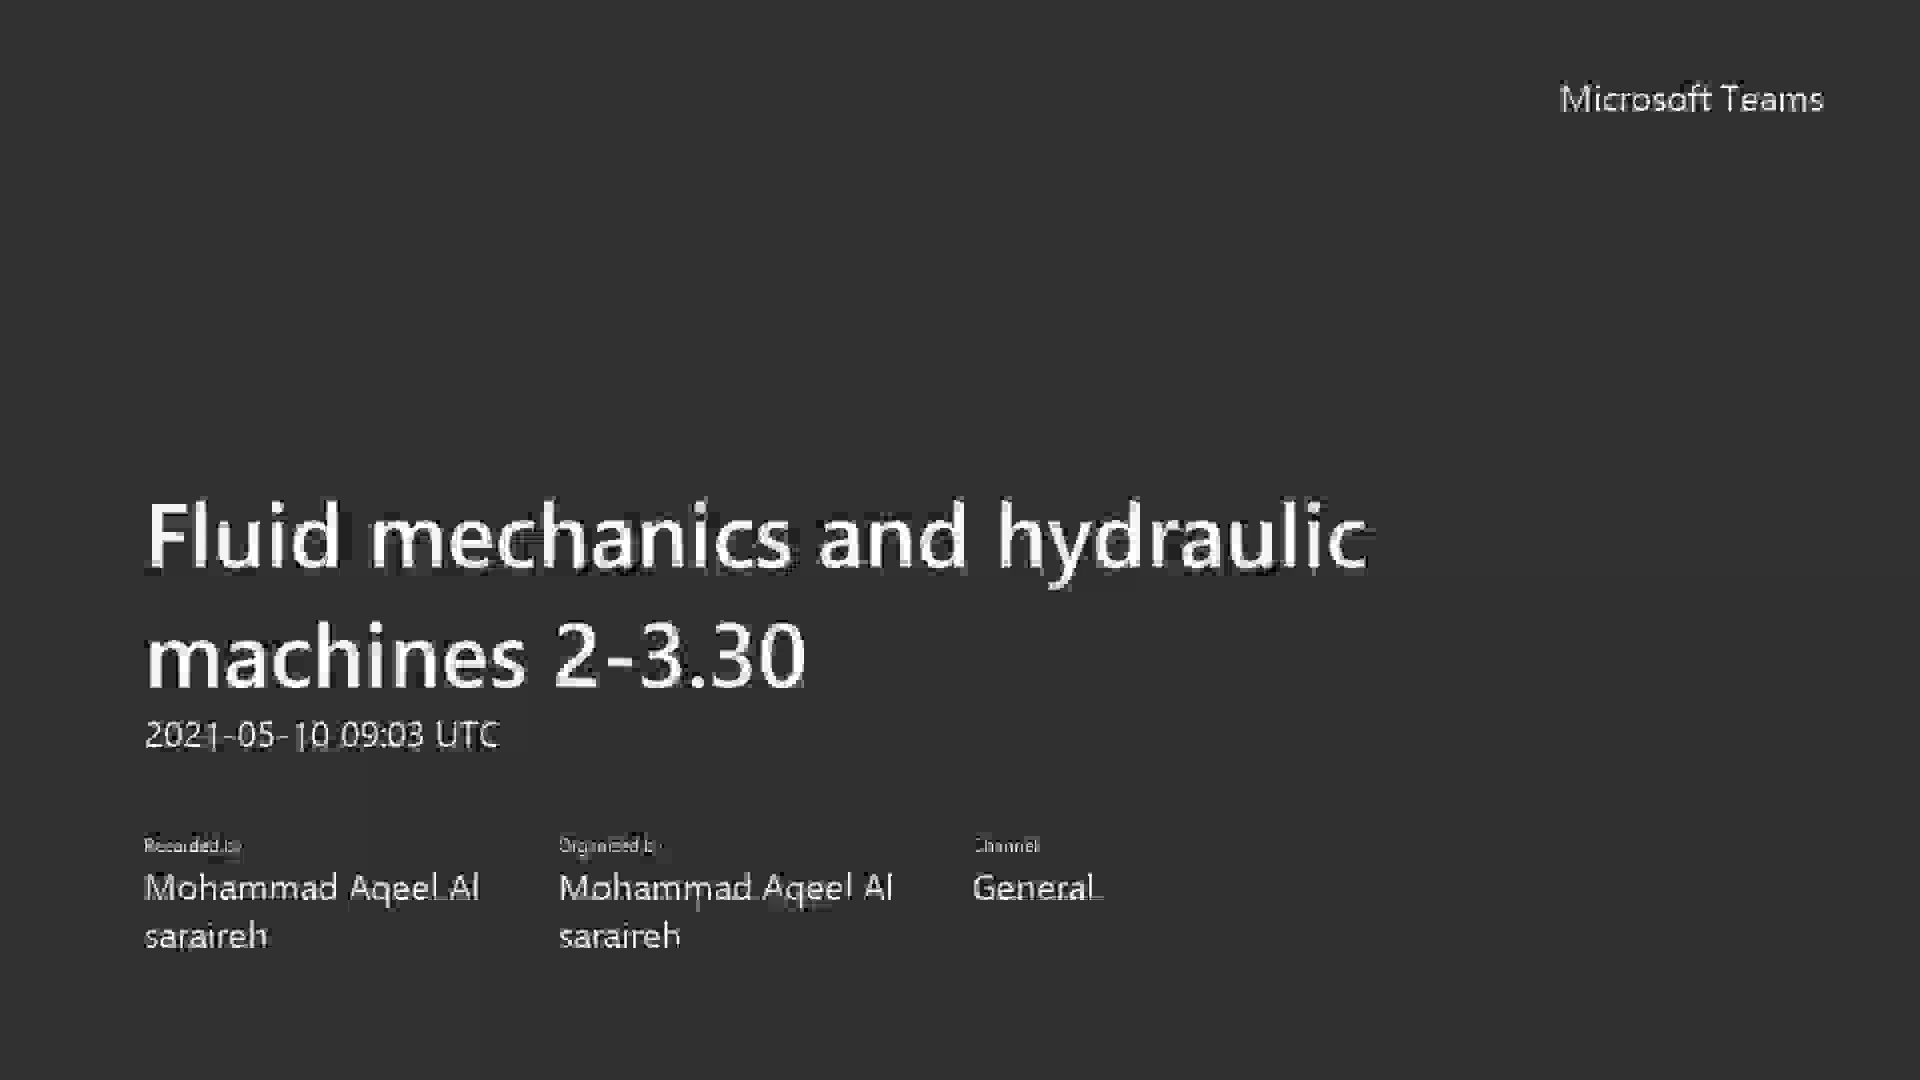 Microsoft Teams
Fluid mechanics and hydraulic
machines 2-3.30
2021-05-10 09:03 UTC
Recorded by
Organized by
Channel
Mohammad Aqeel Al
Mohammad Aqeel Al
General
saraireh
saraireh